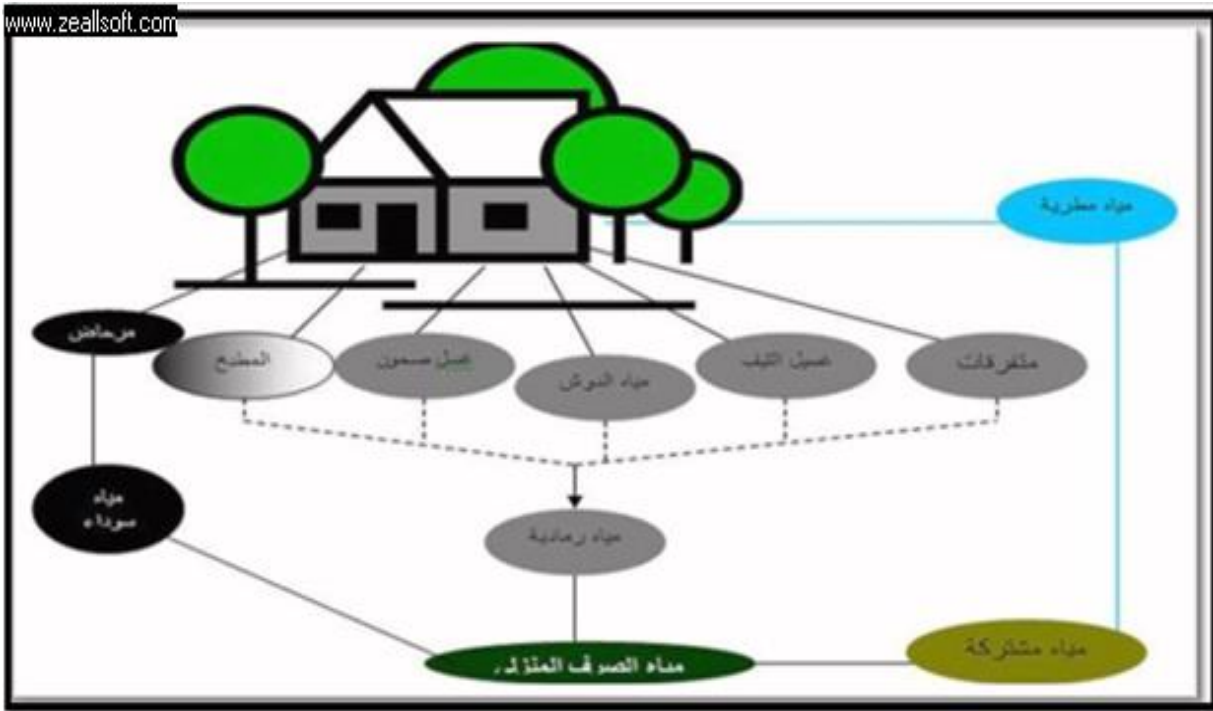 www.zeallsoft.com
مياه مطرية
مرحاض
المطبخ
غسل صحون
مياه الدوش
غسيل الليف
متفرقات
مياه
سوداء
مياه رمادية
مياه مشتركة
مياه الصرف المنزلي